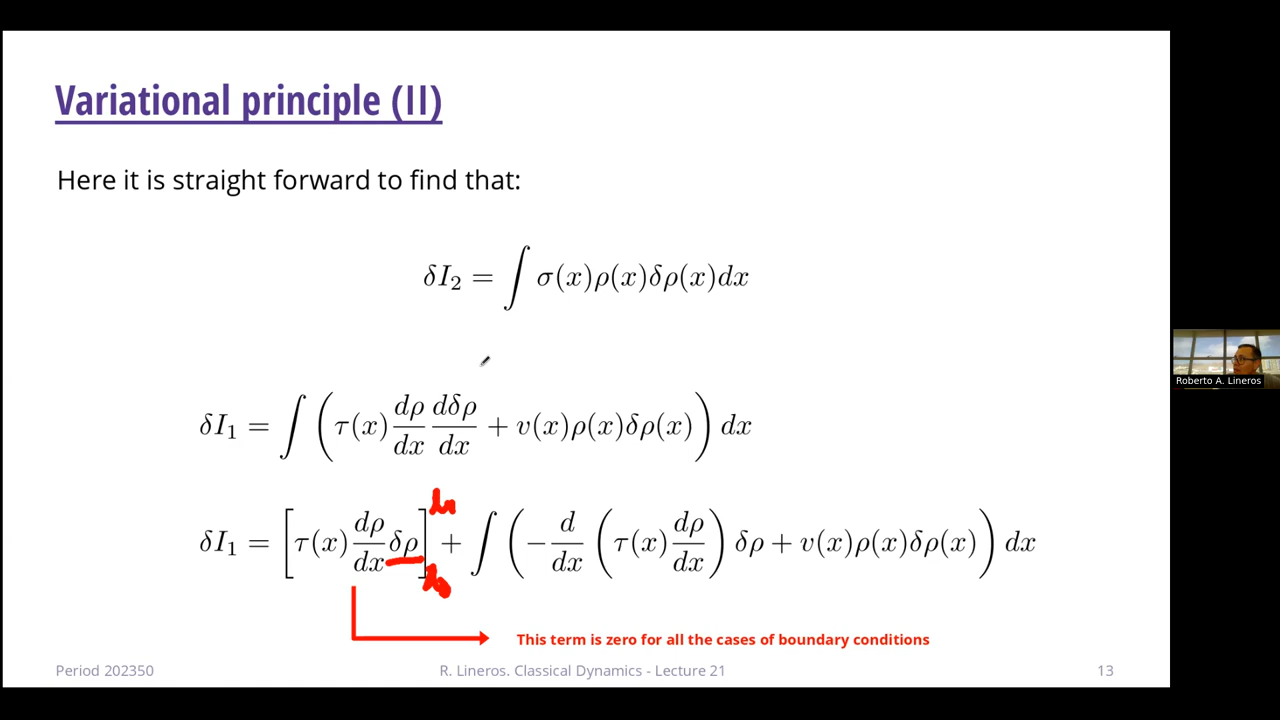 Variational principle (II)
Here it is straight forward to find that:
δI₂ = ∫ σ(x)ρ(x)δρ(x)dx
δI₁ = ∫ ( τ(x) dρ/dx dδρ/dx + v(x)ρ(x)δρ(x) ) dx
δI₁ = [ τ(x) dρ/dx δρ ] + ∫ ( − d/dx ( τ(x) dρ/dx ) δρ + v(x)ρ(x)δρ(x) ) dx
This term is zero for all the cases of boundary conditions
Period 202350
R. Lineros. Classical Dynamics - Lecture 21
13
Roberto A. Lineros